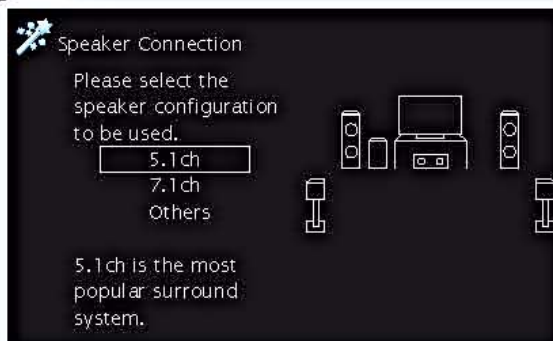 Speaker Connection
Please select the
speaker configuration
to be used.
5.1ch
7.1ch
Others
5.1ch is the most
popular surround
system.